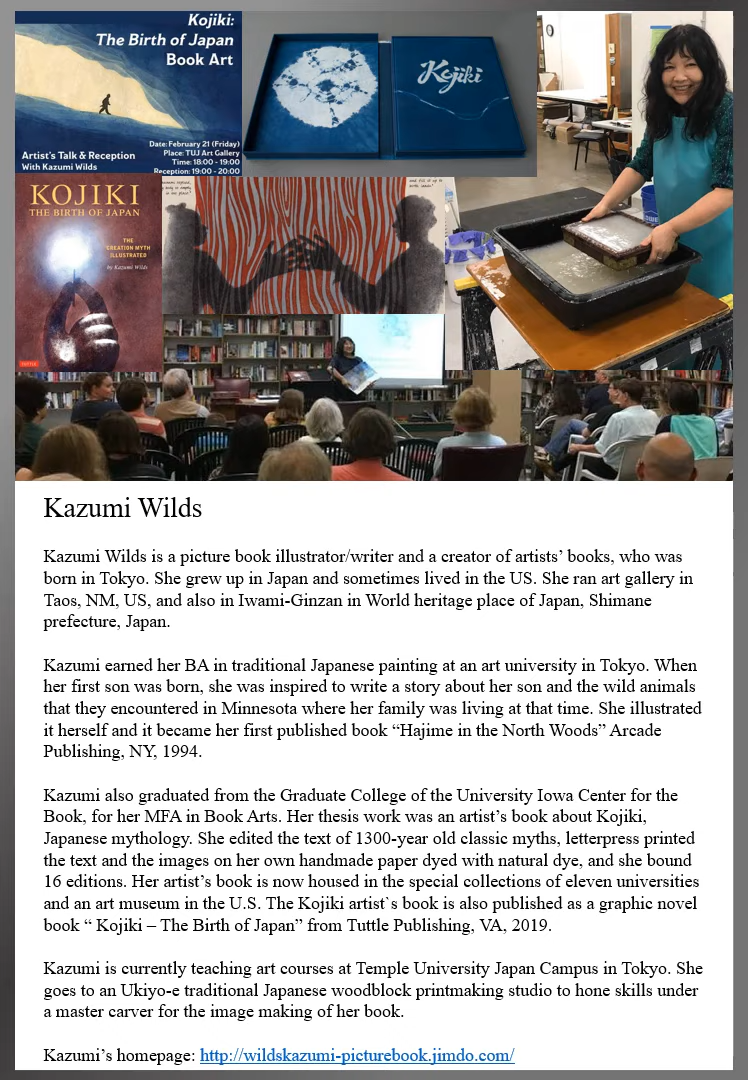 Kojiki:
The Birth of Japan
Book Art
Date: February 21 (Friday)
Place: TUJ Art Gallery
Time: 18:00 - 19:00
Reception: 19:00 - 20:00
Artist's Talk & Reception
With Kazumi Wilds
Kojiki
KOJIKI
THE BIRTH OF JAPAN
THE
CREATION MYTH
ILLUSTRATED
by Kazumi Wilds
TUTTLE
Kazumi Wilds
Kazumi Wilds is a picture book illustrator/writer and a creator of artists’ books, who was
born in Tokyo. She grew up in Japan and sometimes lived in the US. She ran art gallery in
Taos, NM, US, and also in Iwami-Ginzan in World heritage place of Japan, Shimane
prefecture, Japan.
Kazumi earned her BA in traditional Japanese painting at an art university in Tokyo. When
her first son was born, she was inspired to write a story about her son and the wild animals
that they encountered in Minnesota where her family was living at that time. She illustrated
it herself and it became her first published book “Hajime in the North Woods” Arcade
Publishing, NY, 1994.
Kazumi also graduated from the Graduate College of the University Iowa Center for the
Book, for her MFA in Book Arts. Her thesis work was an artist’s book about Kojiki,
Japanese mythology. She edited the text of 1300-year old classic myths, letterpress printed
the text and the images on her own handmade paper dyed with natural dye, and she bound
16 editions. Her artist’s book is now housed in the special collections of eleven universities
and an art museum in the U.S. The Kojiki artist`s book is also published as a graphic novel
book “ Kojiki – The Birth of Japan” from Tuttle Publishing, VA, 2019.
Kazumi is currently teaching art courses at Temple University Japan Campus in Tokyo. She
goes to an Ukiyo-e traditional Japanese woodblock printmaking studio to hone skills under
a master carver for the image making of her book.
Kazumi’s homepage: http://wildskazumi-picturebook.jimdo.com/